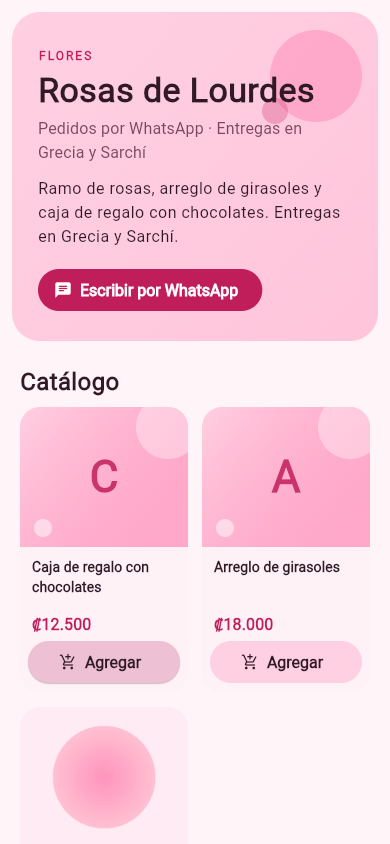 FLORES
Rosas de Lourdes
Pedidos por WhatsApp · Entregas en
Grecia y Sarchí
Ramo de rosas, arreglo de girasoles y
caja de regalo con chocolates. Entregas
en Grecia y Sarchí.
Escribir por WhatsApp
Catálogo
C
A
Caja de regalo con
chocolates
Arreglo de girasoles
₡12.500
₡18.000
Agregar
Agregar